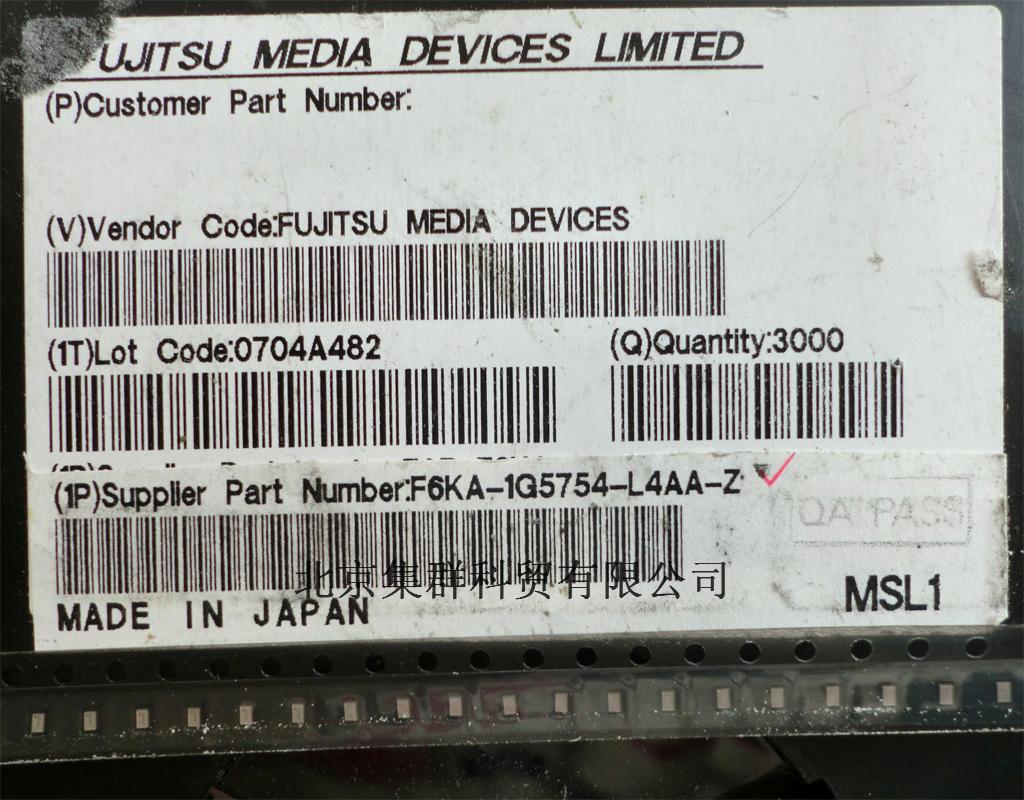 FUJITSU MEDIA DEVICES LIMITED
(P)Customer Part Number:
(V)Vendor Code:FUJITSU MEDIA DEVICES
(1T)Lot Code:0704A482
(Q)Quantity:3000
(1P)Supplier Part Number:F6KA-1G5754-L4AA-Z
QA PASS
北京集群科贸有限公司
MSL1
MADE IN JAPAN